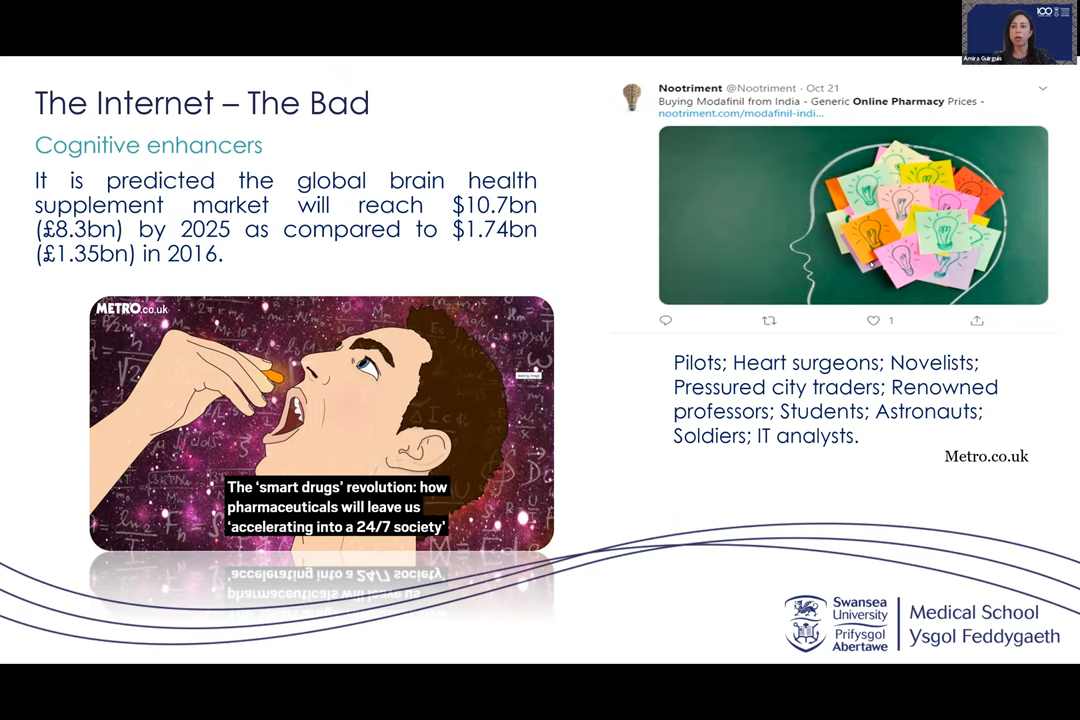 100
Amira Guirguis
The Internet – The Bad
Cognitive enhancers
It is predicted the global brain health
supplement market will reach $10.7bn
(£8.3bn) by 2025 as compared to $1.74bn
(£1.35bn) in 2016.
METRO.co.uk
The 'smart drugs' revolution: how
pharmaceuticals will leave us
'accelerating into a 24/7 society'
Nootriment @Nootriment · Oct 21
Buying Modafinil from India - Generic Online Pharmacy Prices -
nootriment.com/modafinil-indi...
1
Pilots; Heart surgeons; Novelists;
Pressured city traders; Renowned
professors; Students; Astronauts;
Soldiers; IT analysts.
Metro.co.uk
Swansea
University
Prifysgol
Abertawe
Medical School
Ysgol Feddygaeth